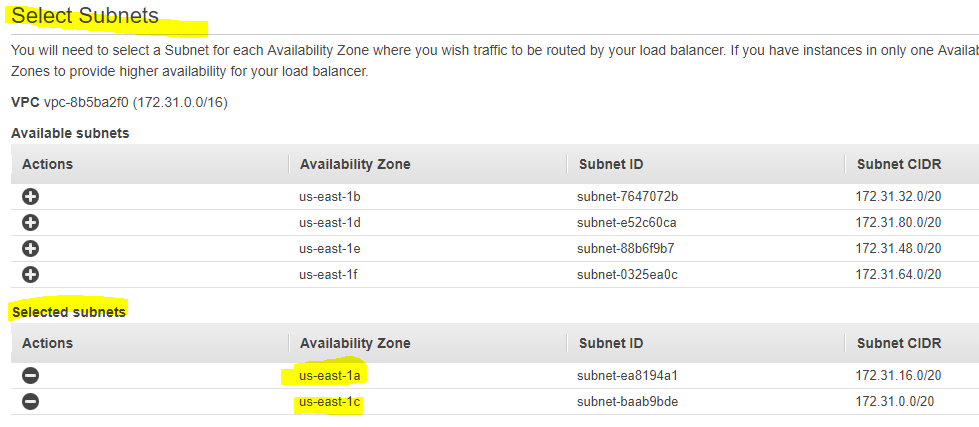 Select Subnets
You will need to select a Subnet for each Availability Zone where you wish traffic to be routed by your load balancer. If you have instances in only one Availab
Zones to provide higher availability for your load balancer.
VPC vpc-8b5ba2f0 (172.31.0.0/16)
Available subnets
Actions Availability Zone Subnet ID Subnet CIDR
us-east-1b subnet-7647072b 172.31.32.0/20
us-east-1d subnet-e52c60ca 172.31.80.0/20
us-east-1e subnet-88b6f9b7 172.31.48.0/20
us-east-1f subnet-0325ea0c 172.31.64.0/20
Selected subnets
Actions Availability Zone Subnet ID Subnet CIDR
us-east-1a subnet-ea8194a1 172.31.16.0/20
us-east-1c subnet-baab9bde 172.31.0.0/20